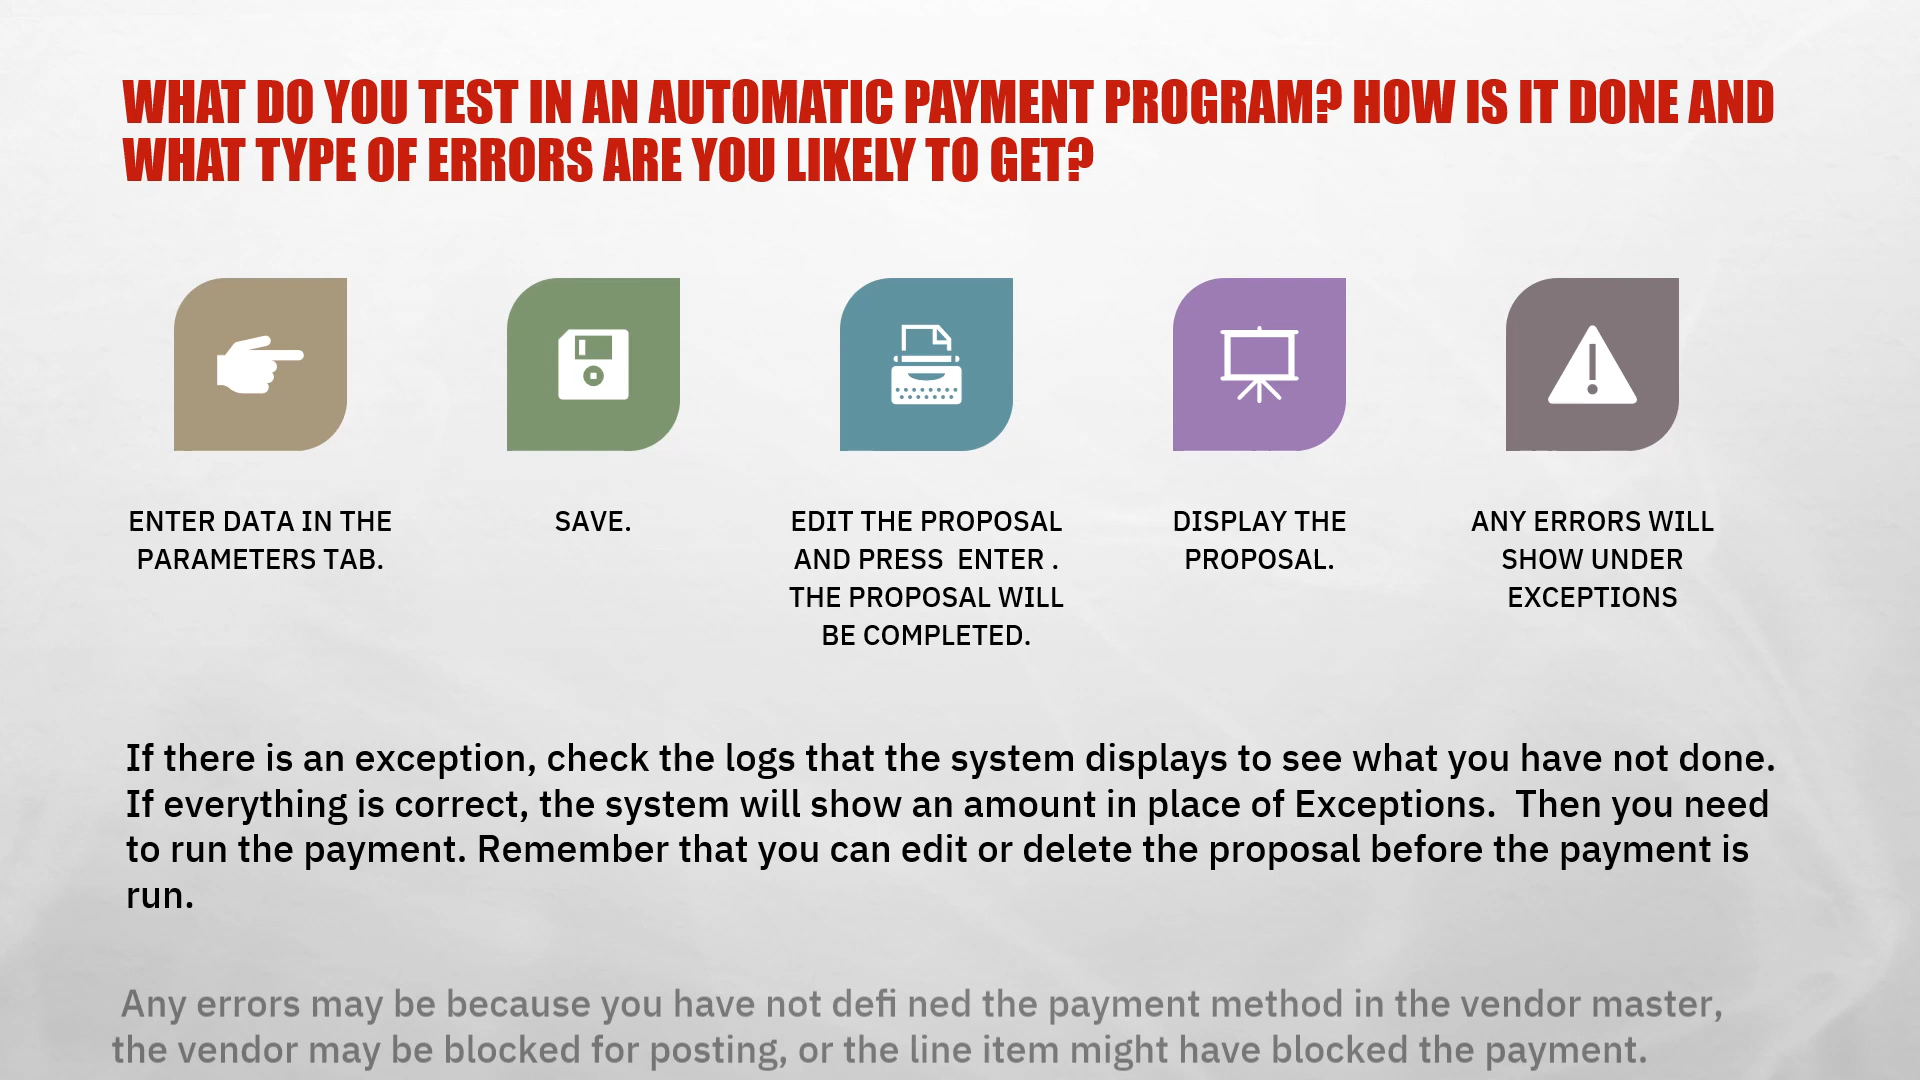 WHAT DO YOU TEST IN AN AUTOMATIC PAYMENT PROGRAM? HOW IS IT DONE AND
WHAT TYPE OF ERRORS ARE YOU LIKELY TO GET?
ENTER DATA IN THE
PARAMETERS TAB.
SAVE.
EDIT THE PROPOSAL
AND PRESS  ENTER .
THE PROPOSAL WILL
BE COMPLETED.
DISPLAY THE
PROPOSAL.
ANY ERRORS WILL
SHOW UNDER
EXCEPTIONS
If there is an exception, check the logs that the system displays to see what you have not done.
If everything is correct, the system will show an amount in place of Exceptions.  Then you need
to run the payment. Remember that you can edit or delete the proposal before the payment is
run.
Any errors may be because you have not defi ned the payment method in the vendor master,
the vendor may be blocked for posting, or the line item might have blocked the payment.